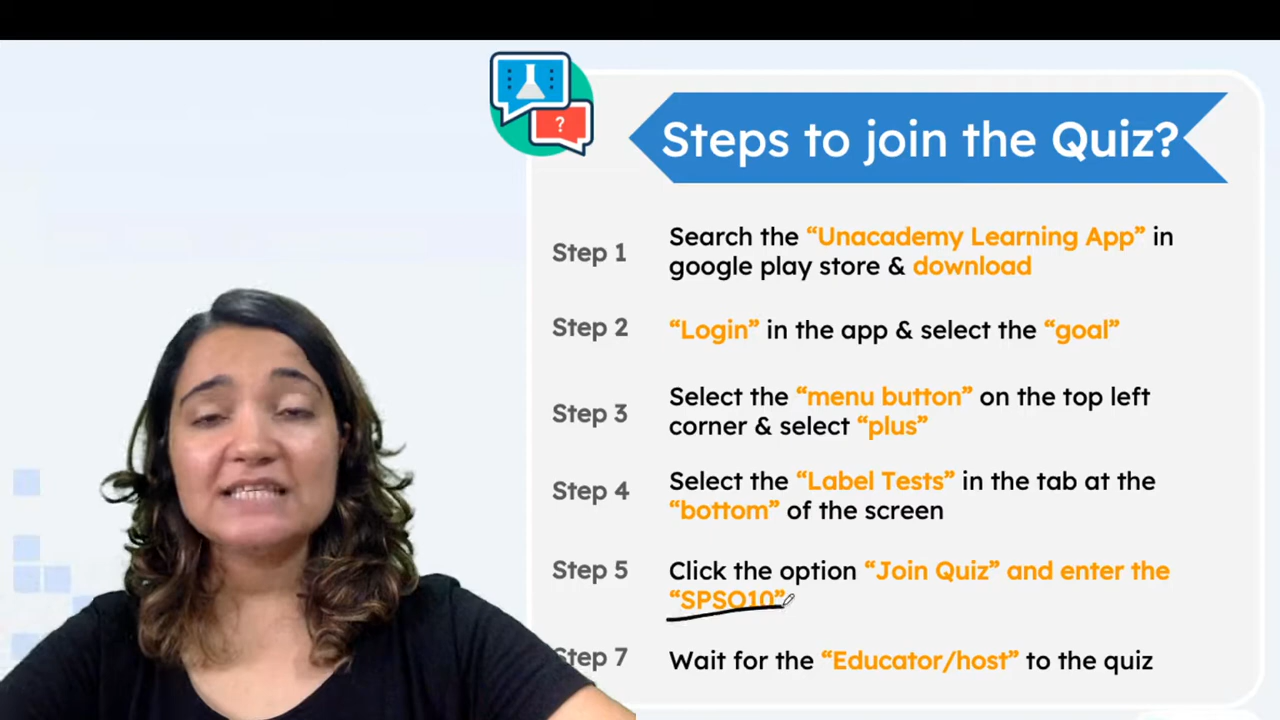 ?
Steps to join the Quiz?
Step 1
Search the “Unacademy Learning App” in
google play store & download
Step 2
“Login” in the app & select the “goal”
Step 3
Select the “menu button” on the top left
corner & select “plus”
Step 4
Select the “Label Tests” in the tab at the
“bottom” of the screen
Step 5
Click the option “Join Quiz” and enter the
“SPSO10”
Step 7
Wait for the “Educator/host” to the quiz